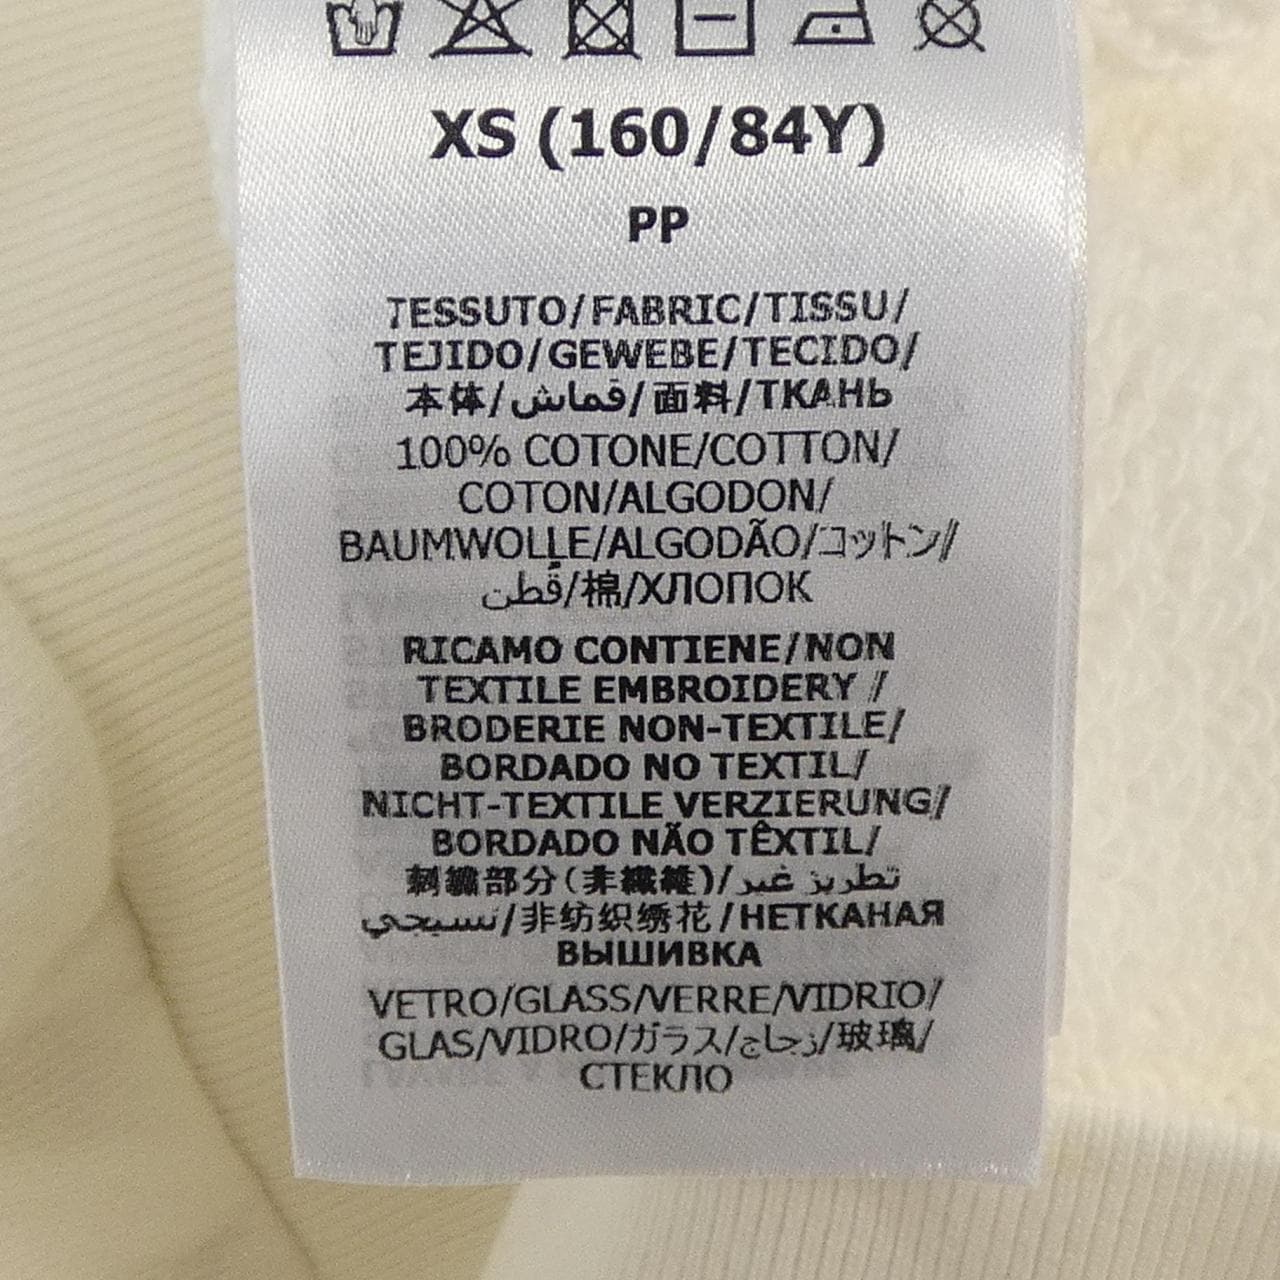 XS (160/84Y)
PP
TESSUTO/FABRIC/TISSU/
TEJIDO/GEWEBE/TECIDO/
本体/قماش/面料/ТКАНЬ
100% COTONE/COTTON/
COTON/ALGODON/
BAUMWOLLE/ALGODÃO/コットン/
قطن/棉/ХЛОПОК
RICAMO CONTIENE/NON
TEXTILE EMBROIDERY /
BRODERIE NON-TEXTILE/
BORDADO NO TEXTIL/
NICHT-TEXTILE VERZIERUNG/
BORDADO NÃO TÊXTIL/
刺繍部分(非繊維)/تطريز غير
نسيجي/非纺织绣花/НЕТКАНАЯ
ВЫШИВКА
VETRO/GLASS/VERRE/VIDRIO/
GLAS/VIDRO/ガラス/زجاج/玻璃/
СТЕКЛО